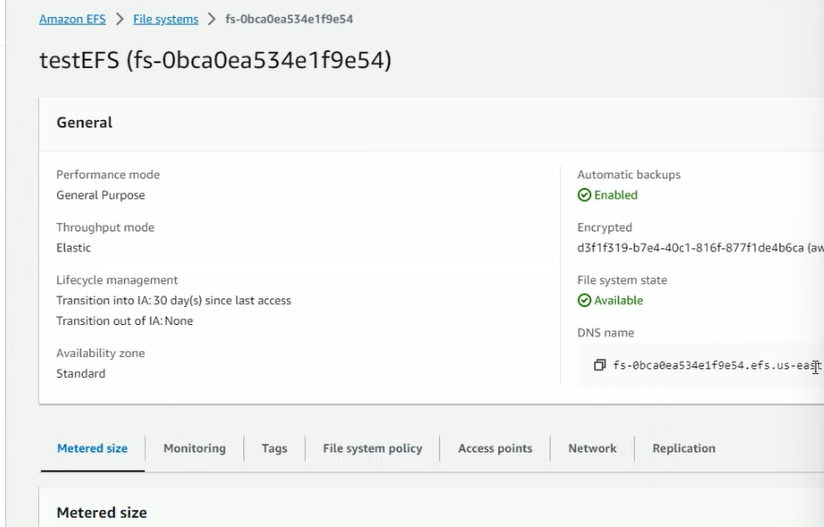 Amazon EFS > File systems > fs-0bca0ea534e1f9e54
testEFS (fs-0bca0ea534e1f9e54)
General
Performance mode
General Purpose
Throughput mode
Elastic
Lifecycle management
Transition into IA: 30 day(s) since last access
Transition out of IA: None
Availability zone
Standard
Automatic backups
Enabled
Encrypted
d3f1f319-b7e4-40c1-816f-877f1de4b6ca (aw
File system state
Available
DNS name
fs-0bca0ea534e1f9e54.efs.us-east
Metered size
Monitoring
Tags
File system policy
Access points
Network
Replication
Metered size